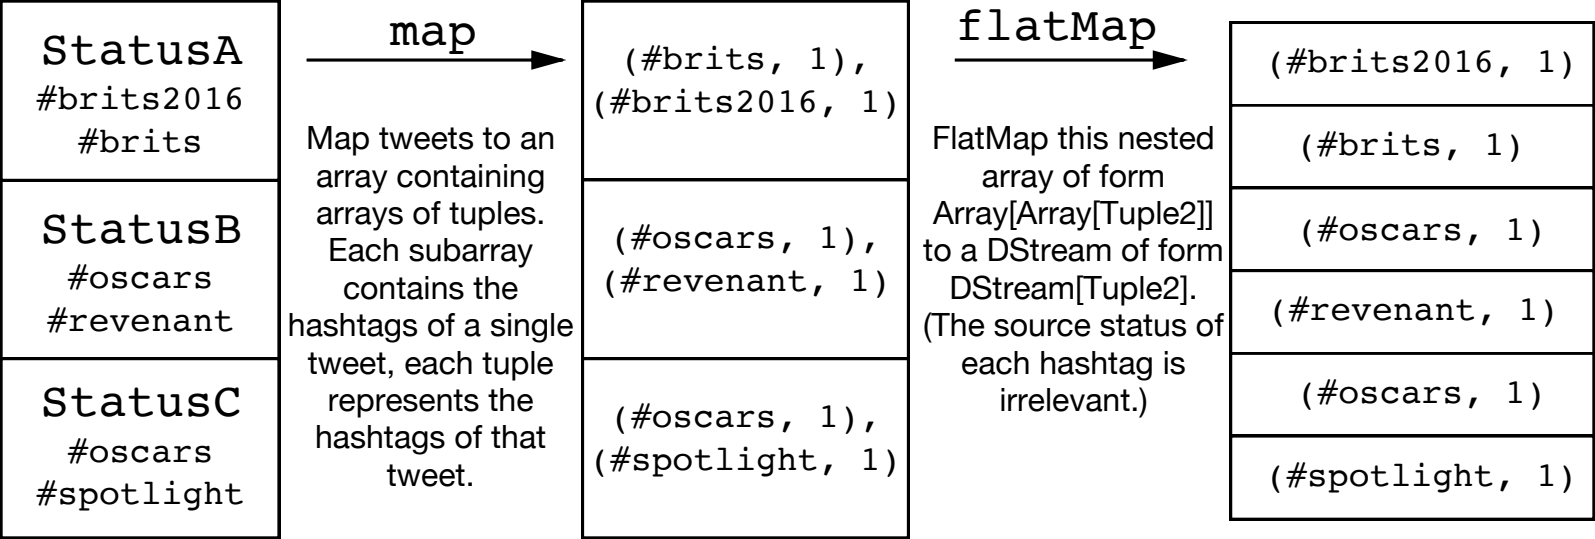 StatusA
#brits2016
#brits
StatusB
#oscars
#revenant
StatusC
#oscars
#spotlight
map
Map tweets to an
array containing
arrays of tuples.
Each subarray
contains the
hashtags of a single
tweet, each tuple
represents the
hashtags of that
tweet.
(#brits, 1),
(#brits2016, 1)
(#oscars, 1),
(#revenant, 1)
(#oscars, 1),
(#spotlight, 1)
flatMap
FlatMap this nested
array of form
Array[Array[Tuple2]]
to a DStream of form
DStream[Tuple2].
(The source status of
each hashtag is
irrelevant.)
(#brits2016, 1)
(#brits, 1)
(#oscars, 1)
(#revenant, 1)
(#oscars, 1)
(#spotlight, 1)